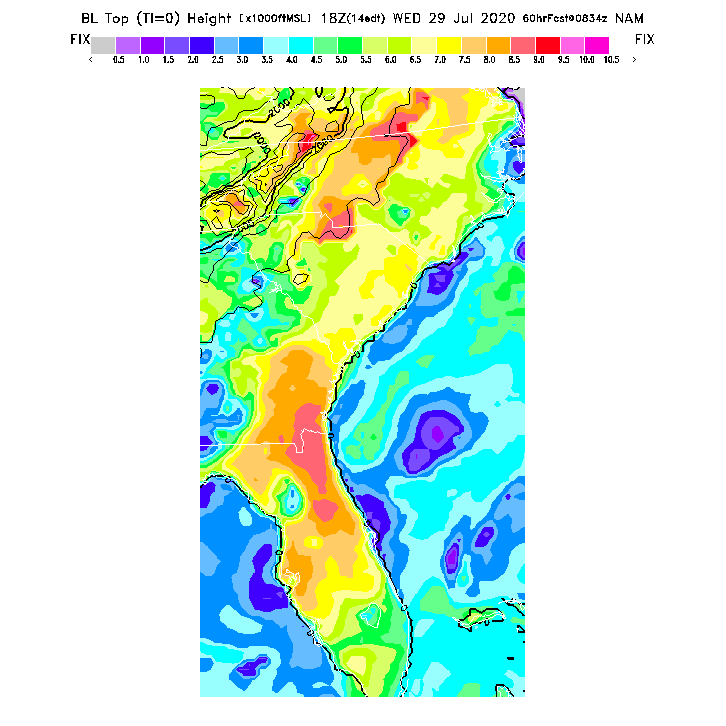 BL Top (TI=0) Height [x1000ftMSL] 18Z(14edt) WED 29 Jul 2020 60hrFcst@0834z NAM
FIX FIX
< 0.5 1.0 1.5 2.0 2.5 3.0 3.5 4.0 4.5 5.0 5.5 6.0 6.5 7.0 7.5 8.0 8.5 9.0 9.5 10.0 10.5 >
2000
2000